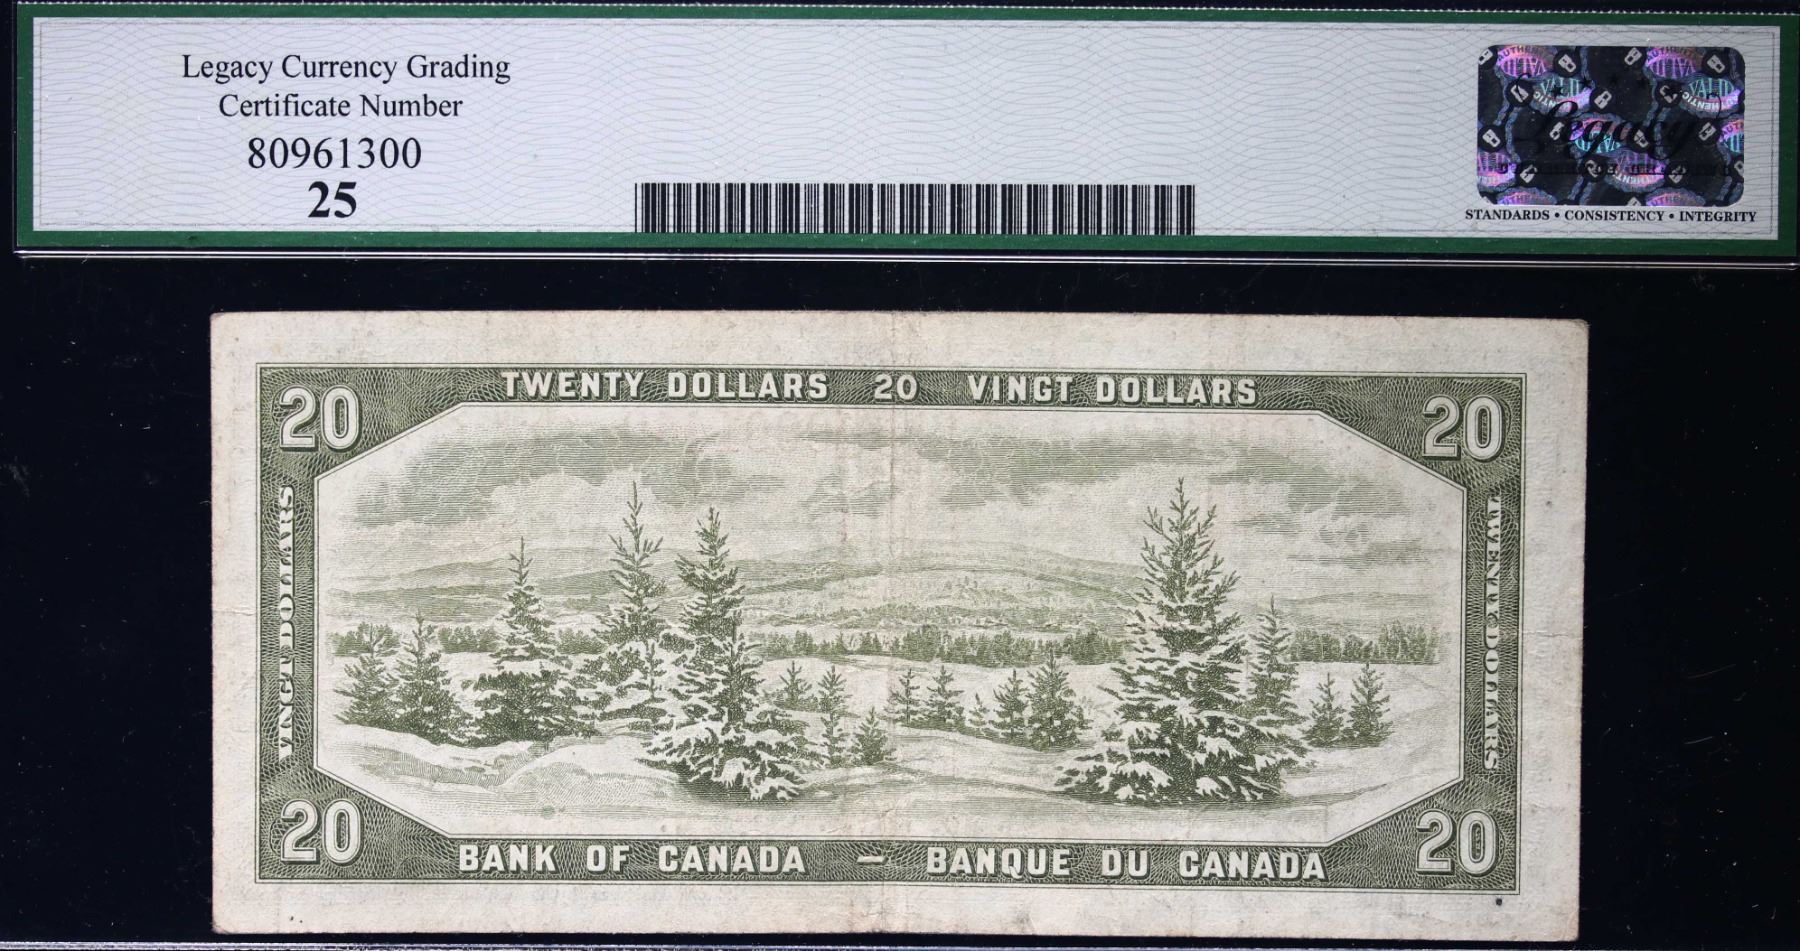 Legacy Currency Grading
Certificate Number
80961300
25
Legacy
STANDARDS • CONSISTENCY • INTEGRITY
TWENTY DOLLARS 20 VINGT DOLLARS
20
20
VINGT DOLLARS
TWENTY DOLLARS
20
20
BANK OF CANADA – BANQUE DU CANADA